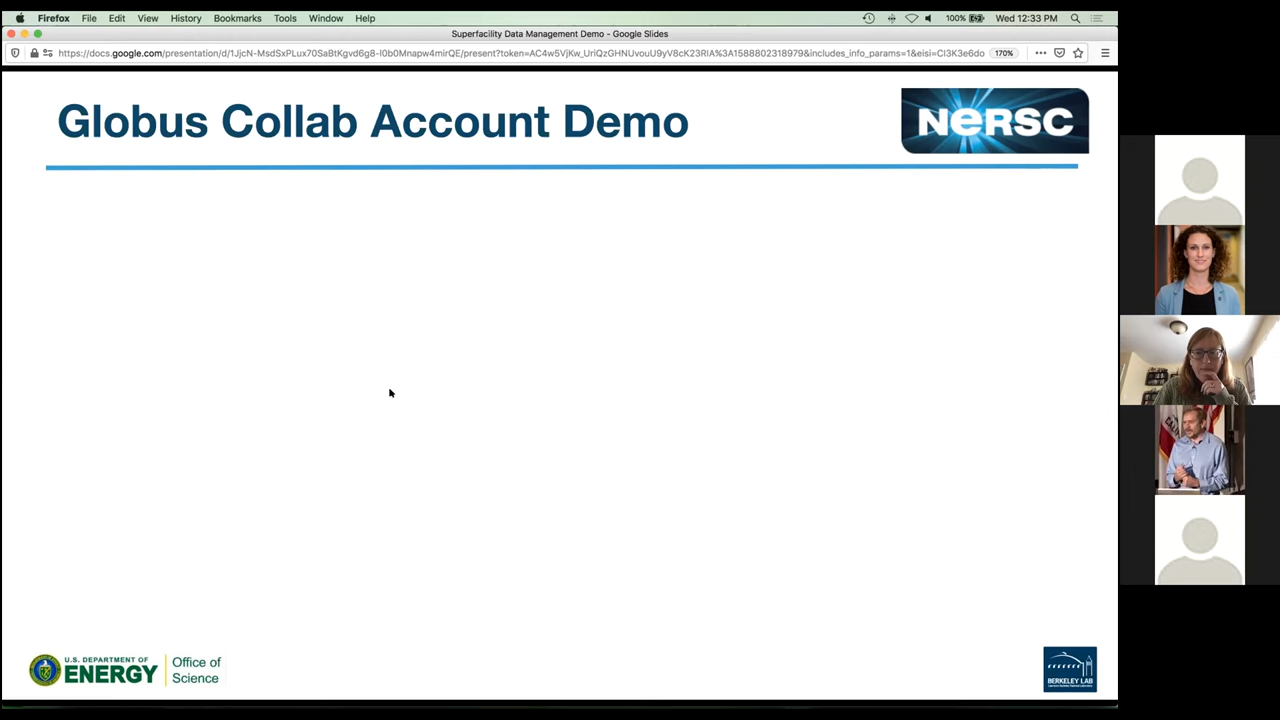 Firefox File Edit View History Bookmarks Tools Window Help 100% Wed 12:33 PM
Superfacility Data Management Demo - Google Slides
170%
Globus Collab Account Demo
NERSC
U.S. DEPARTMENT OF
ENERGY
Office of
Science
BERKELEY LAB